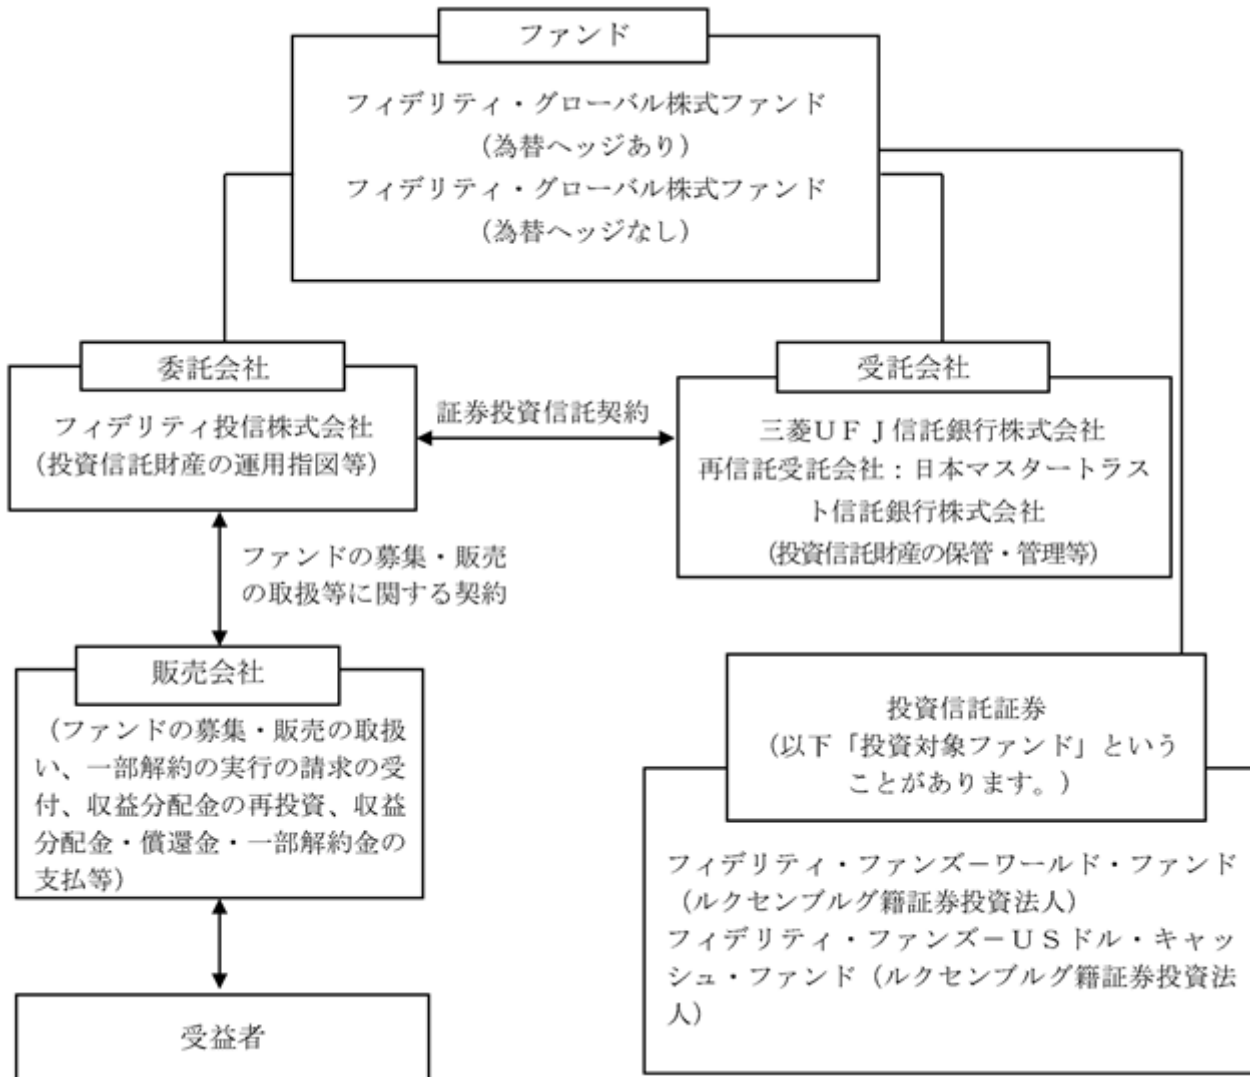 ファンド
フィデリティ・グローバル株式ファンド
（為替ヘッジあり）
フィデリティ・グローバル株式ファンド
（為替ヘッジなし）
委託会社
フィデリティ投信株式会社
（投資信託財産の運用指図等）
証券投資信託契約
受託会社
三菱ＵＦＪ信託銀行株式会社
再信託受託会社：日本マスタートラス
ト信託銀行株式会社
（投資信託財産の保管・管理等）
ファンドの募集・販売
の取扱等に関する契約
販売会社
（ファンドの募集・販売の取扱
い、一部解約の実行の請求の受
付、収益分配金の再投資、収益
分配金・償還金・一部解約金の
支払等）
受益者
投資信託証券
（以下「投資対象ファンド」という
ことがあります。）
フィデリティ・ファンズ－ワールド・ファンド
（ルクセンブルグ籍証券投資法人）
フィデリティ・ファンズ－ＵＳドル・キャッ
シュ・ファンド（ルクセンブルグ籍証券投資法
人）